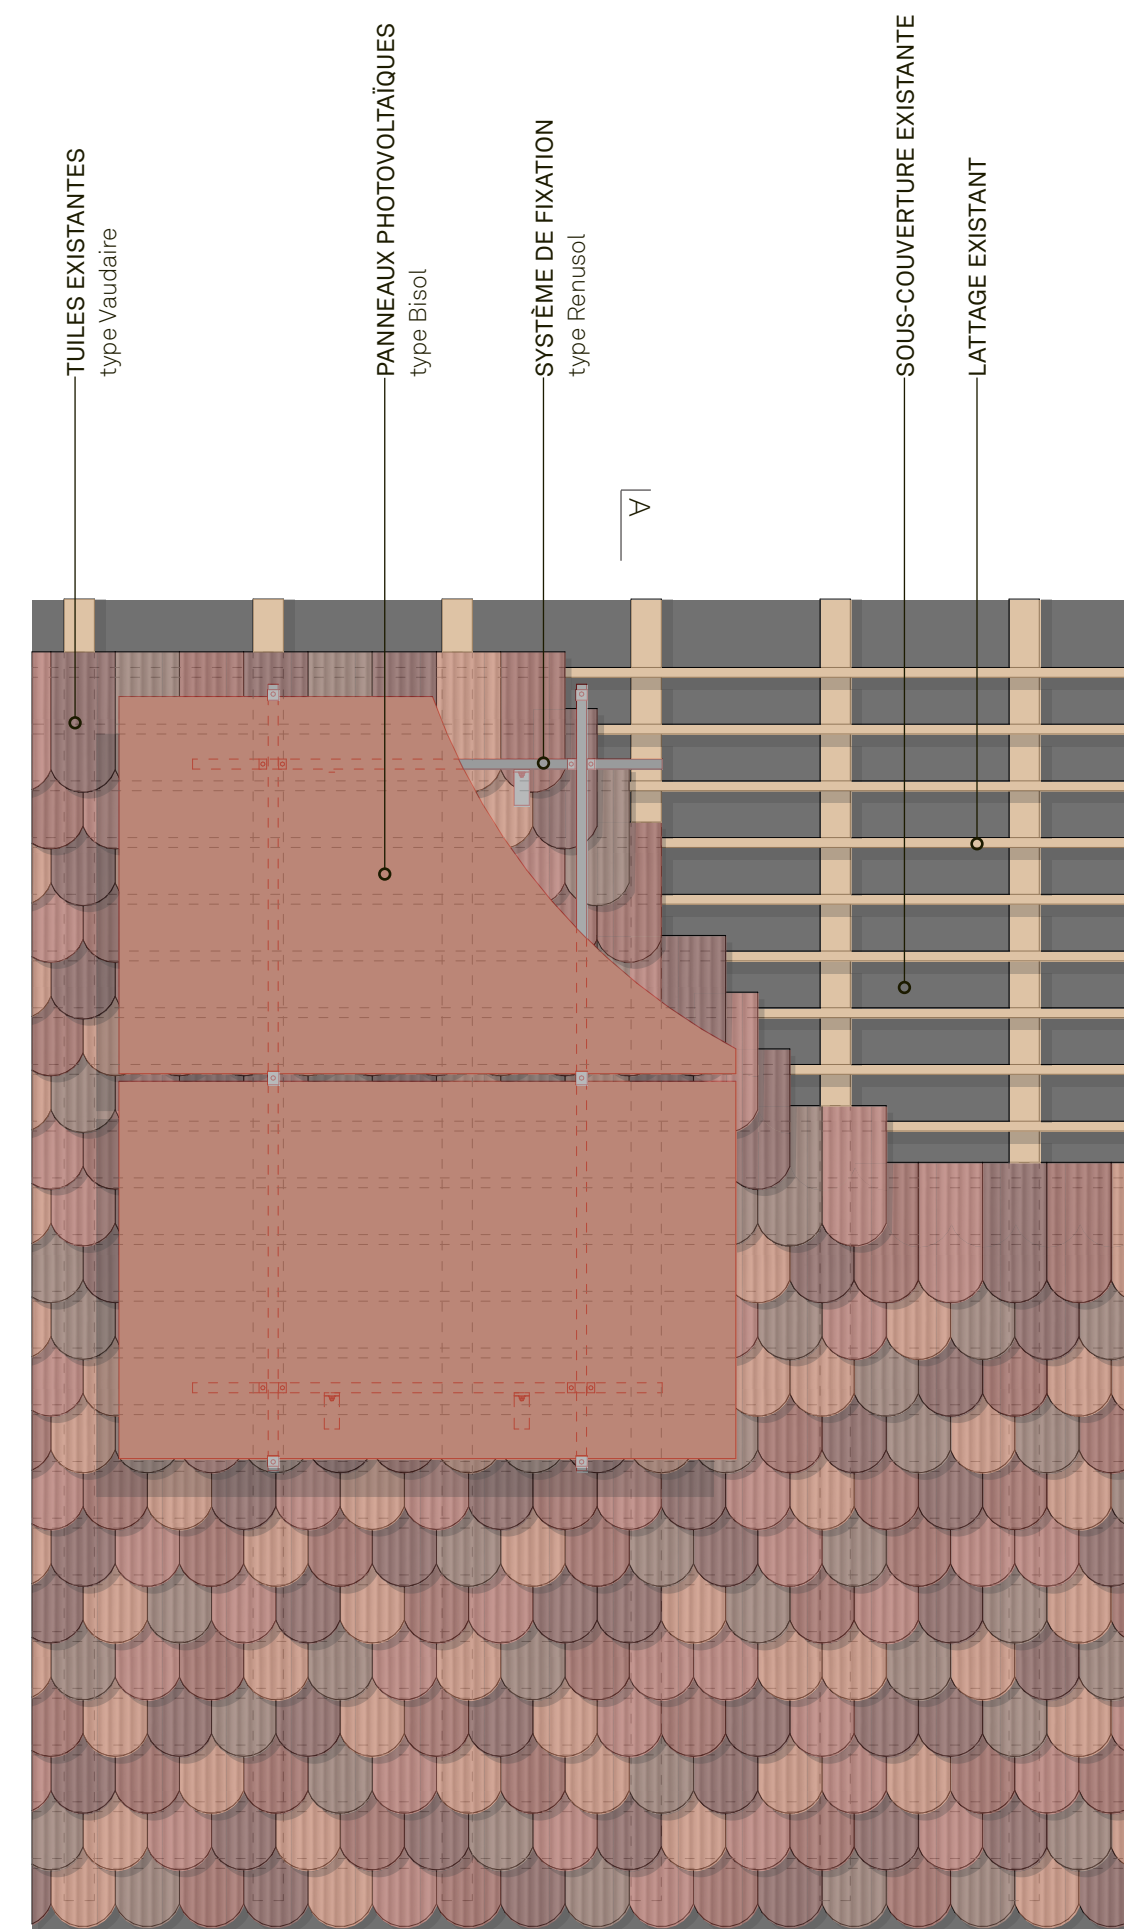 TUILES EXISTANTES
type Vaudaire
PANNEAUX PHOTOVOLTAÏQUES
type Bisol
SYSTÈME DE FIXATION
type Renusol
SOUS-COUVERTURE EXISTANTE
LATTAGE EXISTANT
A